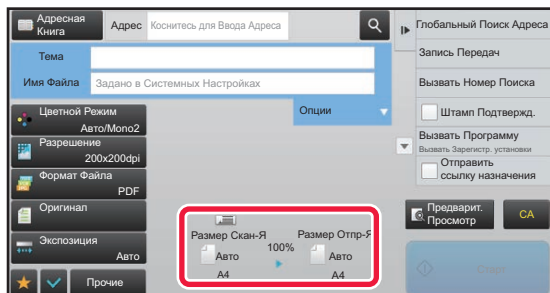 Адресная
Книга
Адрес
Коснитесь для Ввода Адреса
Тема
Имя Файла
Задано в Системных Настройках
Опции
Цветной Режим
Авто/Mono2
Разрешение
200x200dpi
Формат Файла
PDF
Оригинал
Экспозиция
Авто
Прочие
Размер Скан-Я
Авто
A4
100%
Размер Отпр-Я
Авто
A4
Глобальный Поиск Адреса
Запись Передач
Вызвать Номер Поиска
Штамп Подтвержд.
Вызвать Программу
Вызвать Зарегистр. установки
Отправить
ссылку назначения
Предварит.
Просмотр
CA
Старт